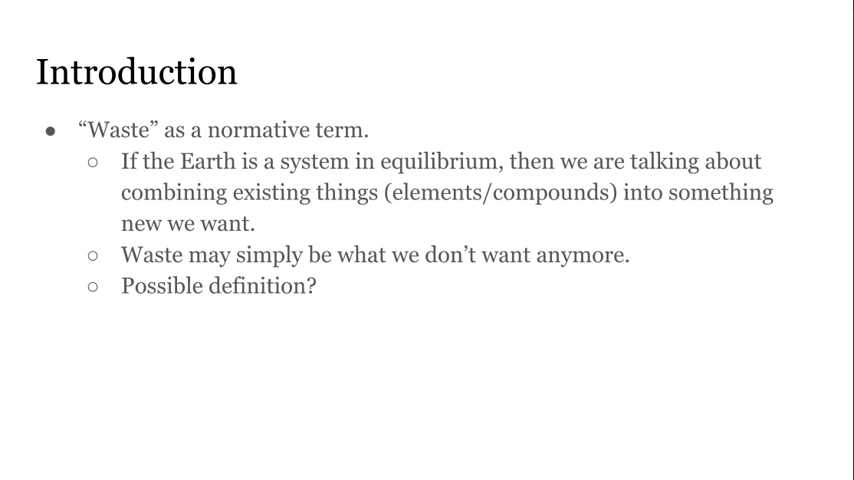 Introduction
● “Waste” as a normative term.
○ If the Earth is a system in equilibrium, then we are talking about
combining existing things (elements/compounds) into something
new we want.
○ Waste may simply be what we don’t want anymore.
○ Possible definition?